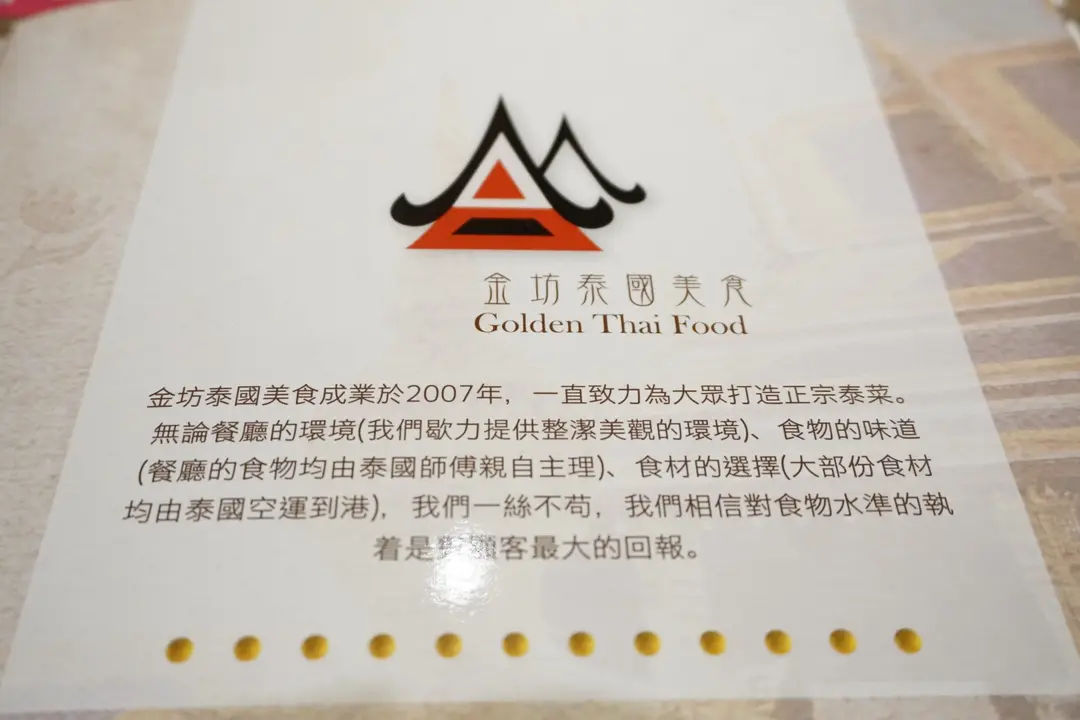 金坊泰國美食
Golden Thai Food
金坊泰國美食成業於2007年，一直致力為大眾打造正宗泰菜。
無論餐廳的環境(我們歇力提供整潔美觀的環境)、食物的味道
(餐廳的食物均由泰國師傅親自主理)、食材的選擇(大部份食材
均由泰國空運到港)，我們一絲不苟，我們相信對食物水準的執
着是客最大的回報。